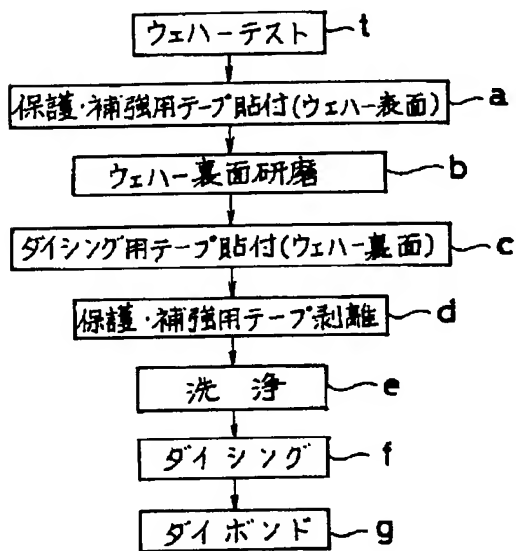 ウェハーテスト t
保護・補強用テープ貼付(ウェハー表面) a
ウェハー裏面研磨 b
ダイシング用テープ貼付(ウェハー裏面) c
保護・補強用テープ剥離 d
洗 浄 e
ダイシング f
ダイボンド g